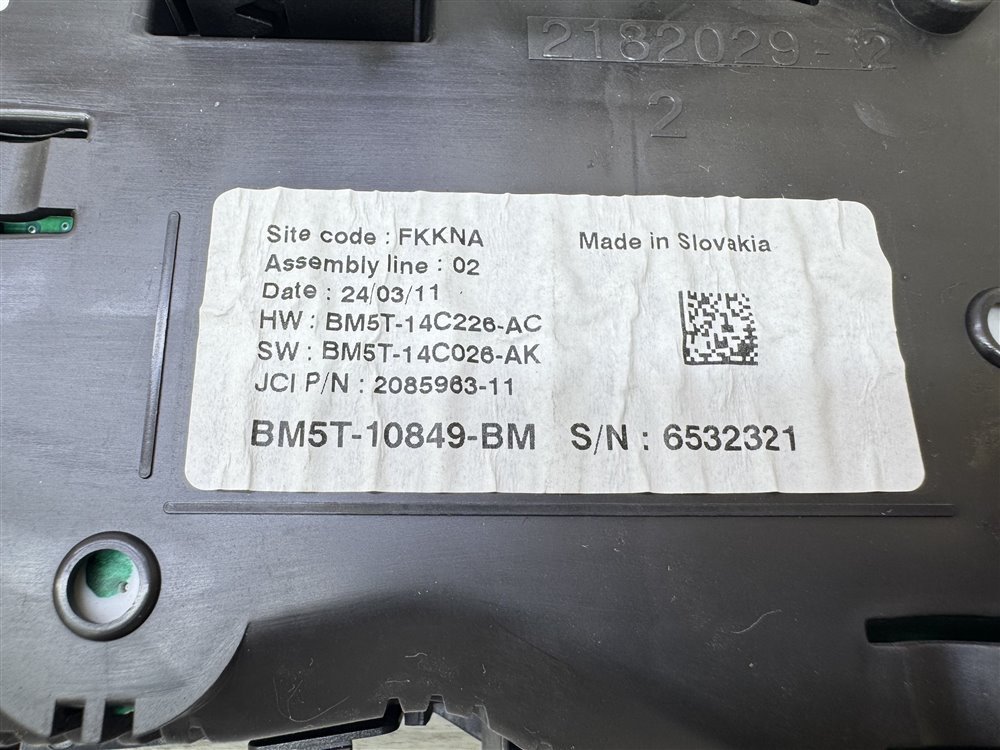 2182029-12
2
Site code : FKKNA
Made in Slovakia
Assembly line : 02
Date : 24/03/11
HW : BM5T-14C226-AC
SW : BM5T-14C026-AK
JCI P/N : 2085963-11
BM5T-10849-BM S/N : 6532321